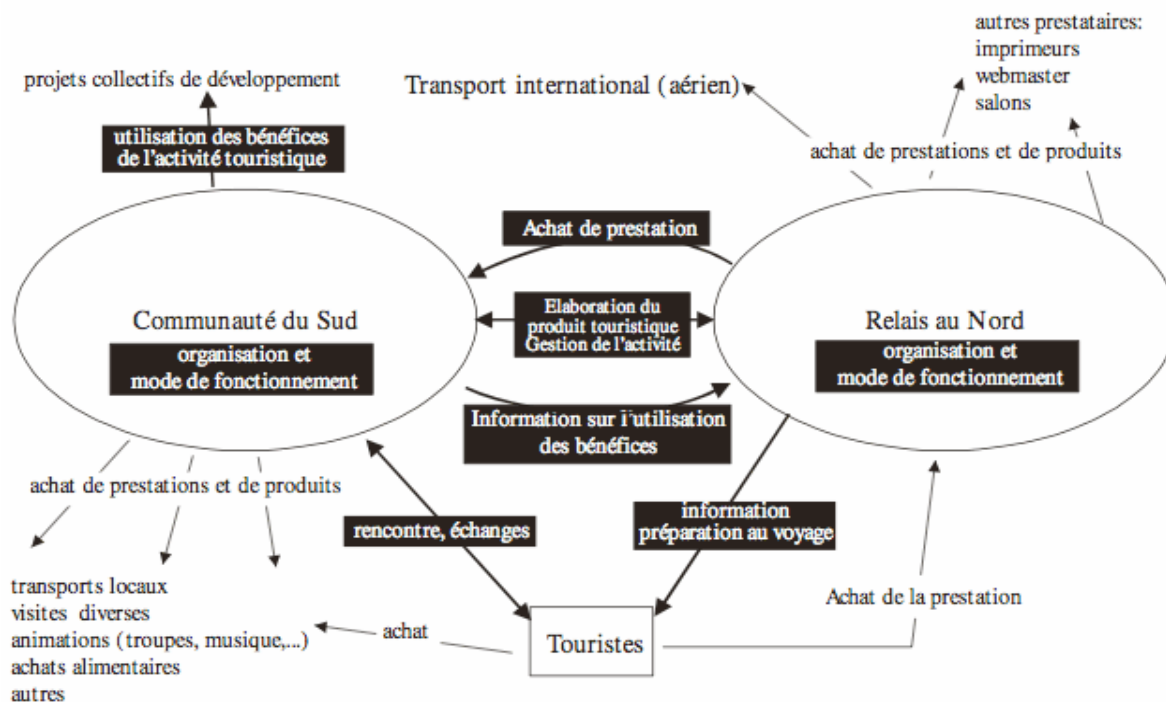 autres prestataires:
imprimeurs
webmaster
salons
projets collectifs de développement
Transport international (aérien)
utilisation des bénéfices
de l'activité touristique
achat de prestations et de produits
Achat de prestation
Communauté du Sud
organisation et
mode de fonctionnement
Elaboration du
produit touristique
Gestion de l'activité
Relais au Nord
organisation et
mode de fonctionnement
Information sur l'utilisation
des bénéfices
achat de prestations et de produits
rencontre, échanges
information
préparation au voyage
transports locaux
visites diverses
animations (troupes, musique,...)
achats alimentaires
autres
achat
Touristes
Achat de la prestation